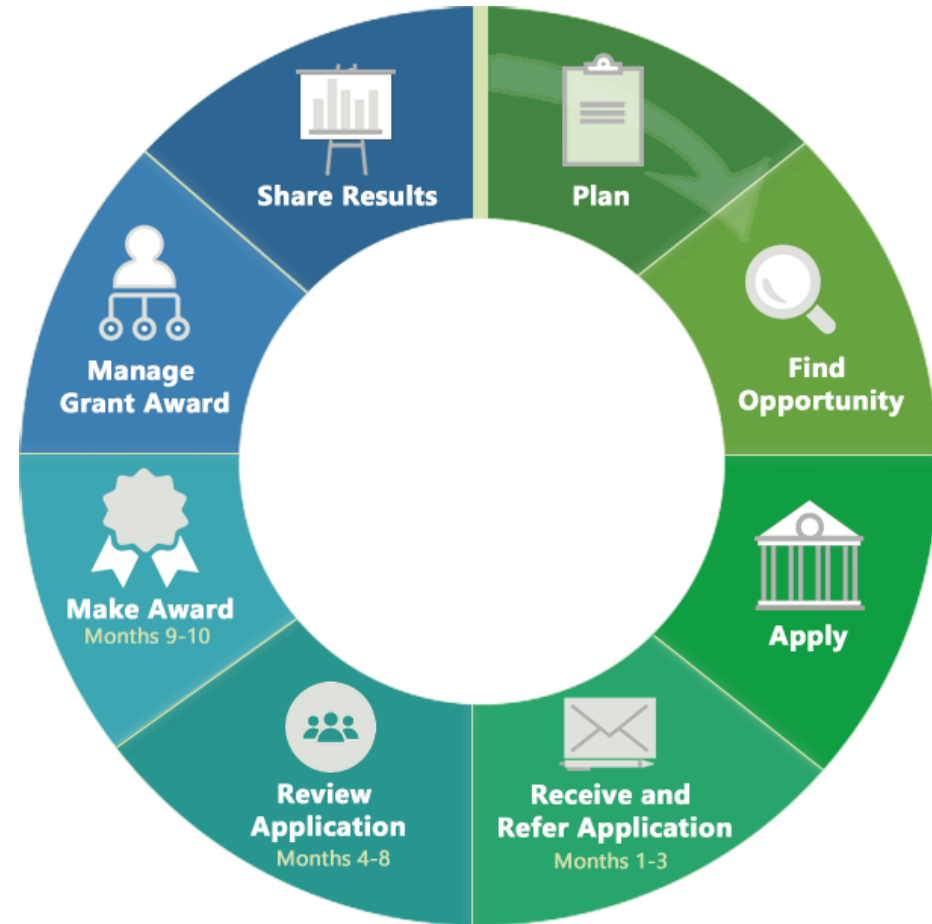 Plan
Find
Opportunity
Apply
Receive and
Refer Application
Months 1-3
Review
Application
Months 4-8
Make Award
Months 9-10
Manage
Grant Award
Share Results